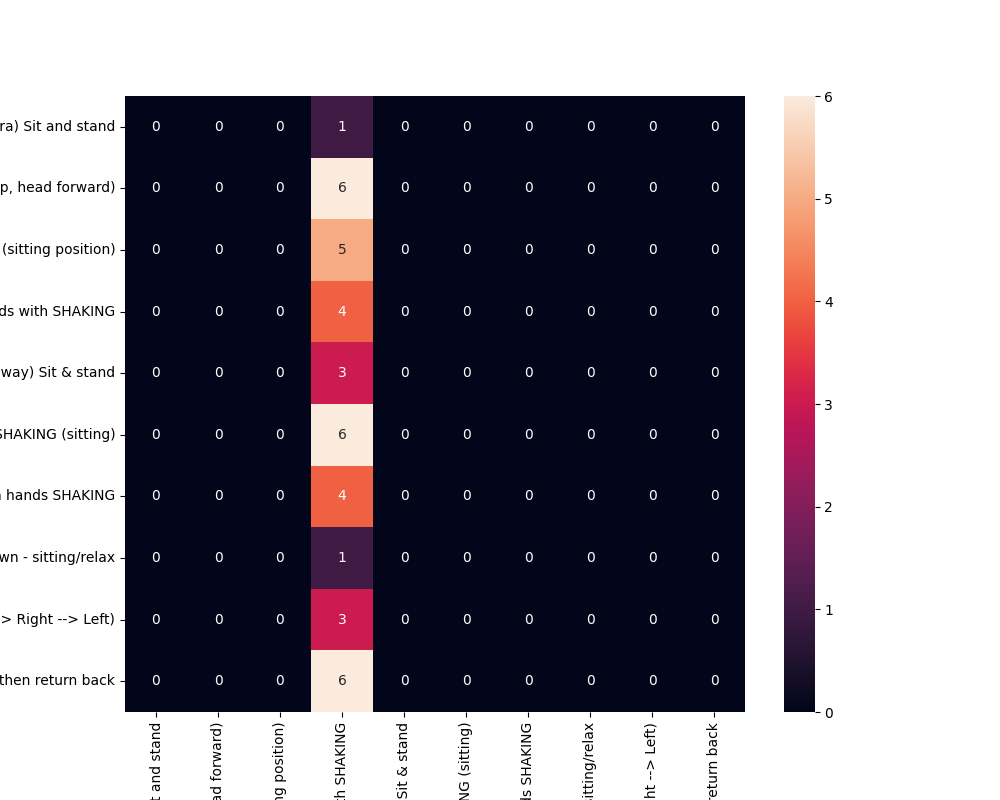 ra) Sit and stand 0 0 0 1 0 0 0 0 0 0
p, head forward) 0 0 0 6 0 0 0 0 0 0
(sitting position) 0 0 0 5 0 0 0 0 0 0
ds with SHAKING 0 0 0 4 0 0 0 0 0 0
way) Sit & stand 0 0 0 3 0 0 0 0 0 0
SHAKING (sitting) 0 0 0 6 0 0 0 0 0 0
hands SHAKING 0 0 0 4 0 0 0 0 0 0
wn - sitting/relax 0 0 0 1 0 0 0 0 0 0
> Right --> Left) 0 0 0 3 0 0 0 0 0 0
then return back 0 0 0 6 0 0 0 0 0 0
t and stand
ad forward)
ng position)
th SHAKING
Sit & stand
NG (sitting)
ds SHAKING
sitting/relax
ht --> Left)
return back
6
5
4
3
2
1
0